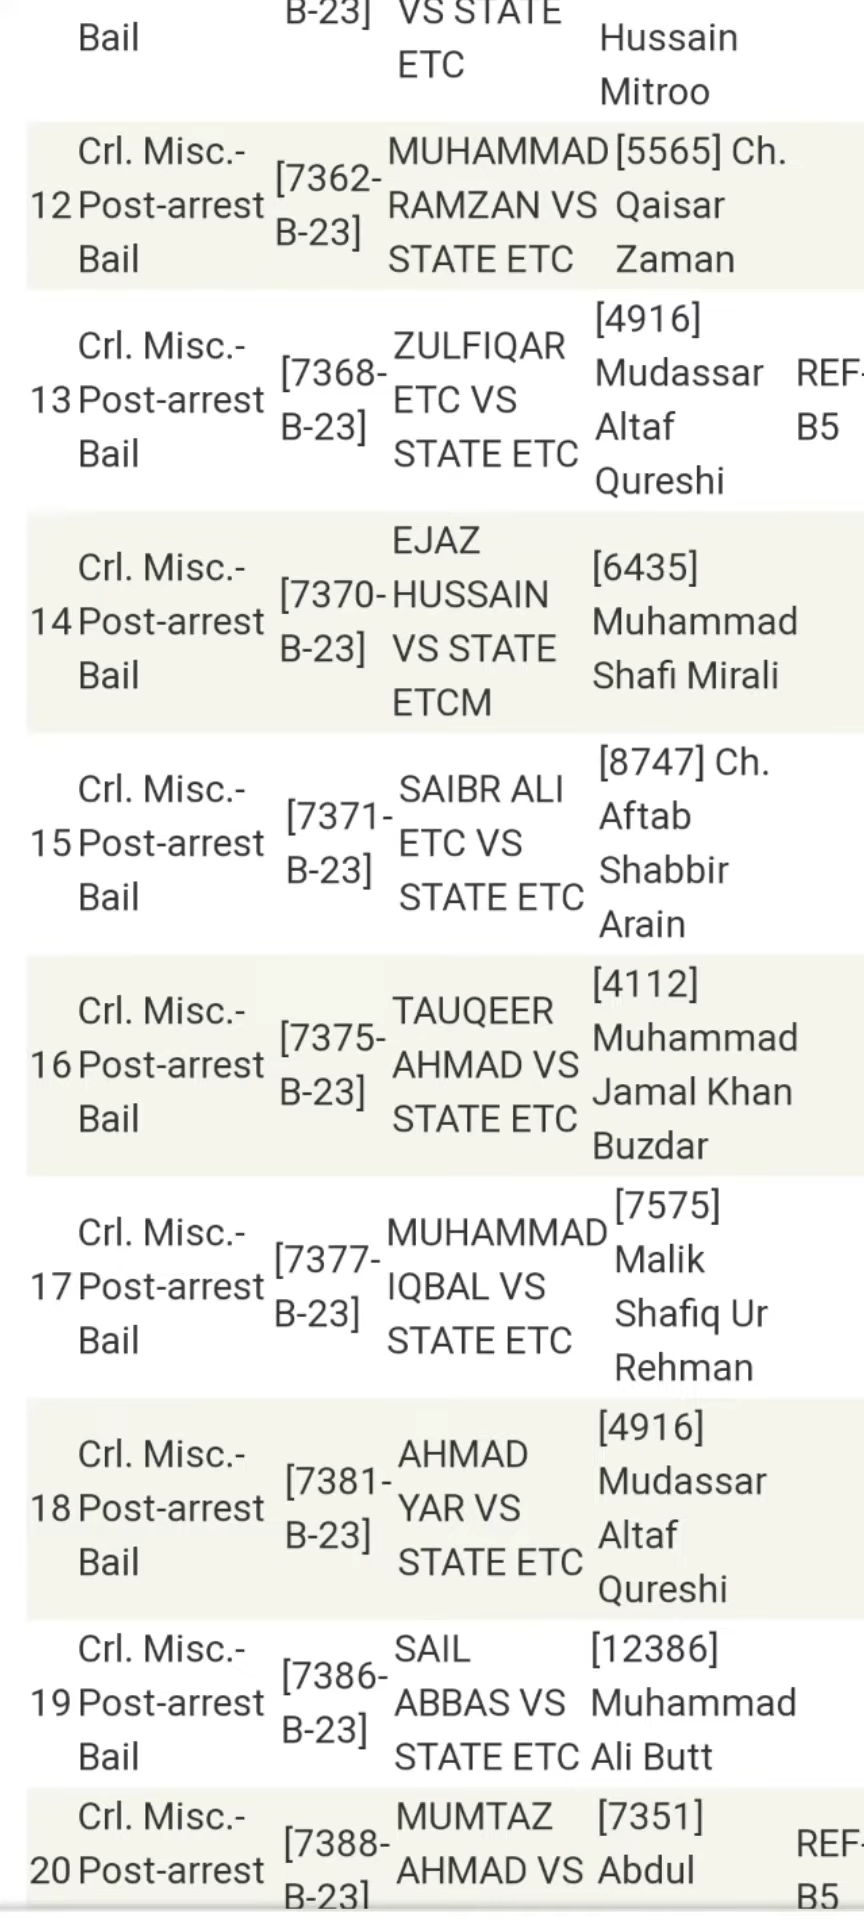 Bail B-23] VS STATE Hussain
ETC Mitroo
Crl. Misc.- MUHAMMAD [5565] Ch.
12 Post-arrest [7362- RAMZAN VS Qaisar
Bail B-23] STATE ETC Zaman
[4916]
Crl. Misc.- ZULFIQAR Mudassar REF-
13 Post-arrest [7368- ETC VS Altaf B5
Bail B-23] STATE ETC Qureshi
EJAZ
Crl. Misc.- [7370- HUSSAIN [6435]
14 Post-arrest B-23] VS STATE Muhammad
Bail ETCM Shafi Mirali
[8747] Ch.
Crl. Misc.- SAIBR ALI Aftab
15 Post-arrest [7371- ETC VS Shabbir
Bail B-23] STATE ETC Arain
[4112]
Crl. Misc.- TAUQEER Muhammad
16 Post-arrest [7375- AHMAD VS Jamal Khan
Bail B-23] STATE ETC Buzdar
[7575]
Crl. Misc.- MUHAMMAD Malik
17 Post-arrest [7377- IQBAL VS Shafiq Ur
Bail B-23] STATE ETC Rehman
[4916]
Crl. Misc.- AHMAD Mudassar
18 Post-arrest [7381- YAR VS Altaf
Bail B-23] STATE ETC Qureshi
Crl. Misc.- SAIL [12386]
19 Post-arrest [7386- ABBAS VS Muhammad
Bail B-23] STATE ETC Ali Butt
Crl. Misc.- MUMTAZ [7351] REF-
20 Post-arrest [7388- AHMAD VS Abdul B5
B-23]